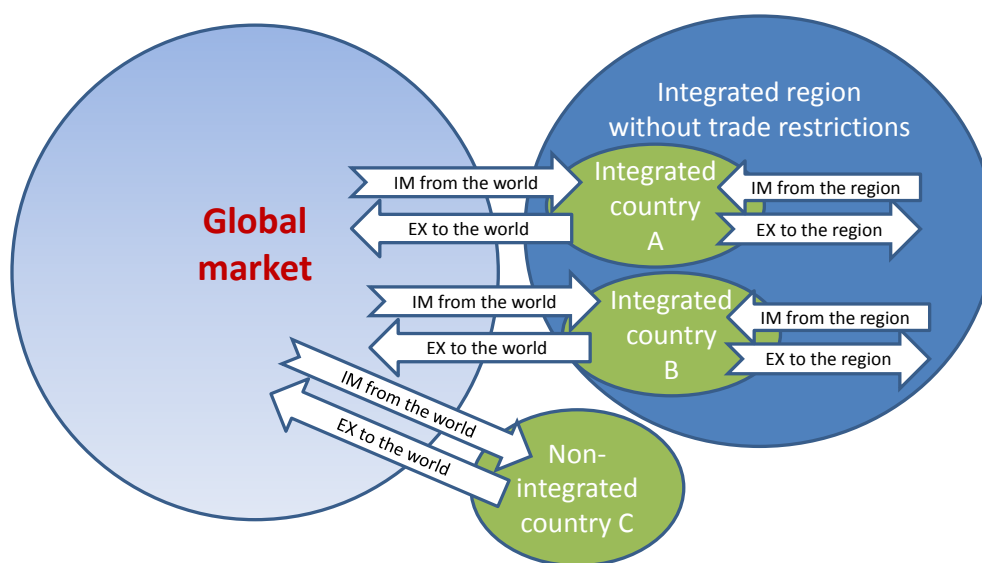 Integrated region
without trade restrictions
Global
market
IM from the world
EX to the world
Integrated
country
A
IM from the region
EX to the region
IM from the world
EX to the world
Integrated
country
B
IM from the region
EX to the region
IM from the world
EX to the world
Non-
integrated
country C